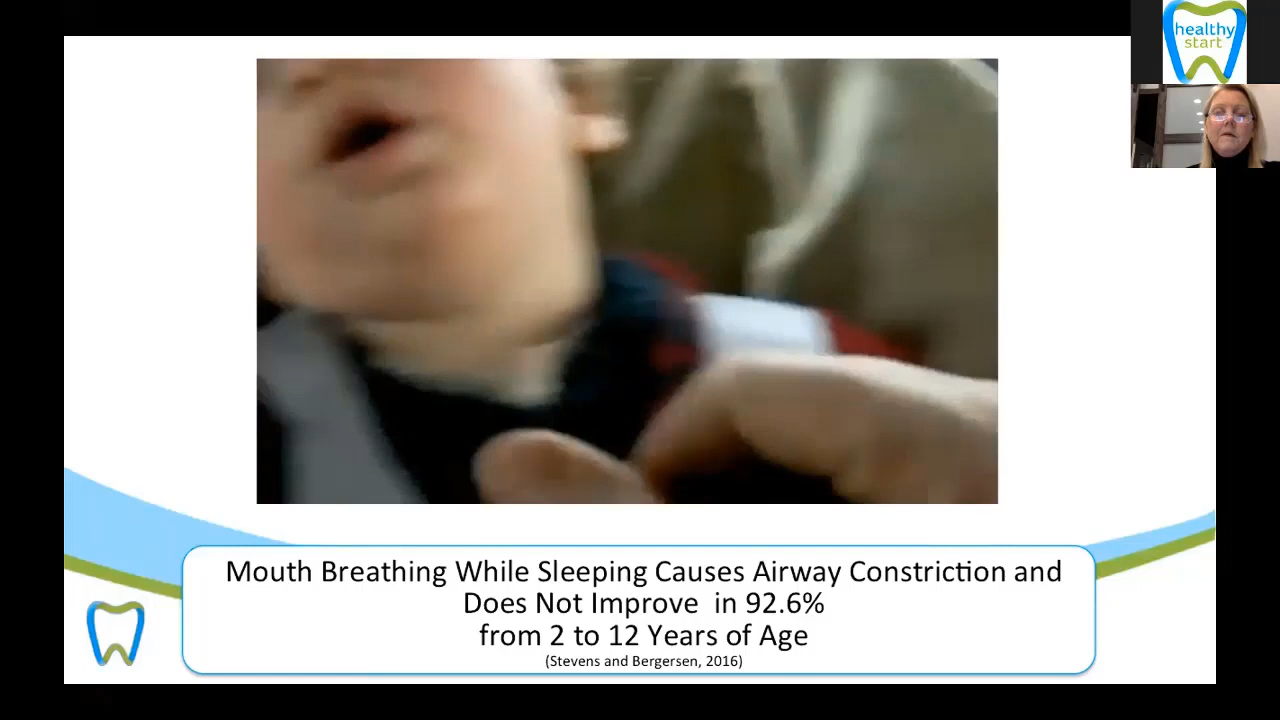 healthy
start
Mouth Breathing While Sleeping Causes Airway Constriction and
Does Not Improve  in 92.6%
from 2 to 12 Years of Age
(Stevens and Bergersen, 2016)